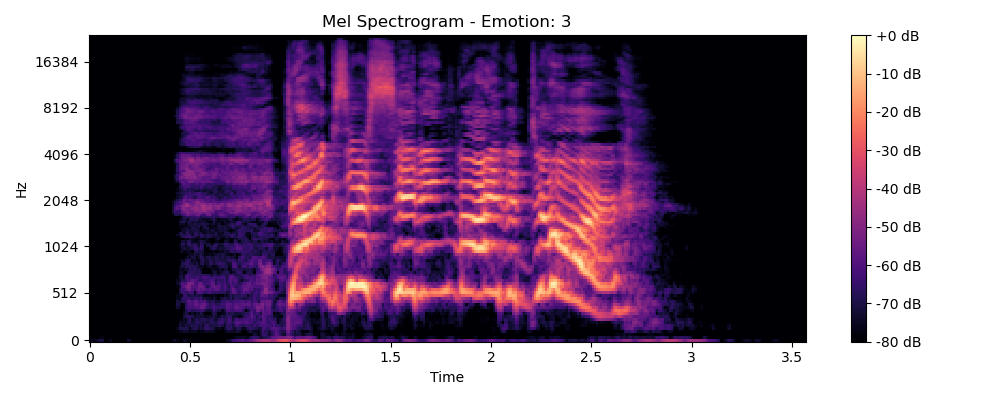 Mel Spectrogram - Emotion: 3
Hz
16384
8192
4096
2048
1024
512
0
0
0.5
1
1.5
2
2.5
3
3.5
Time
+0 dB
-10 dB
-20 dB
-30 dB
-40 dB
-50 dB
-60 dB
-70 dB
-80 dB